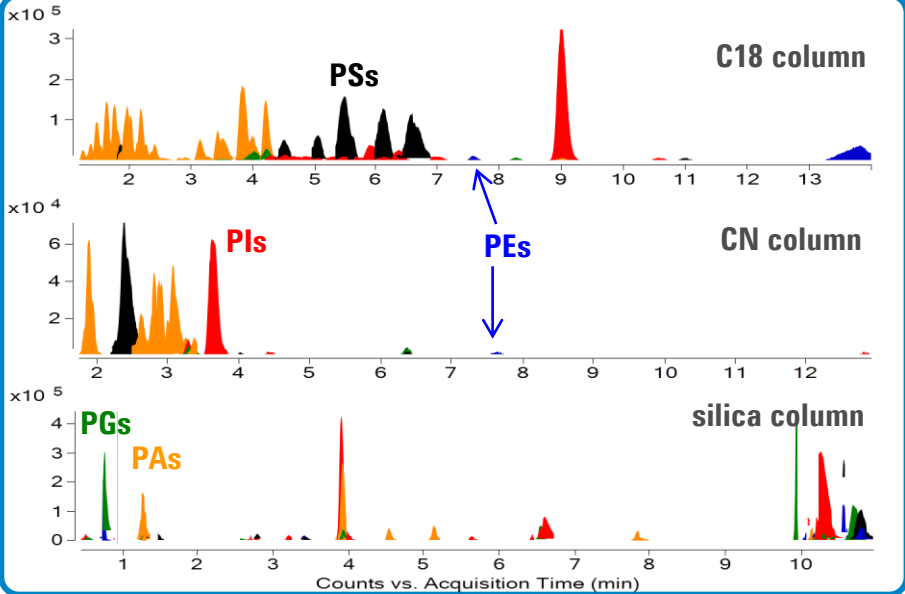 x10 5
3
2
1
PSs
C18 column
2 3 4 5 6 7 8 9 10 11 12 13
x10 4
6
4
2
PIs
PEs
CN column
2 3 4 5 6 7 8 9 10 11 12
x10 5
4
3
2
1
0
PGs
PAs
silica column
1 2 3 4 5 6 7 8 9 10
Counts vs. Acquisition Time (min)